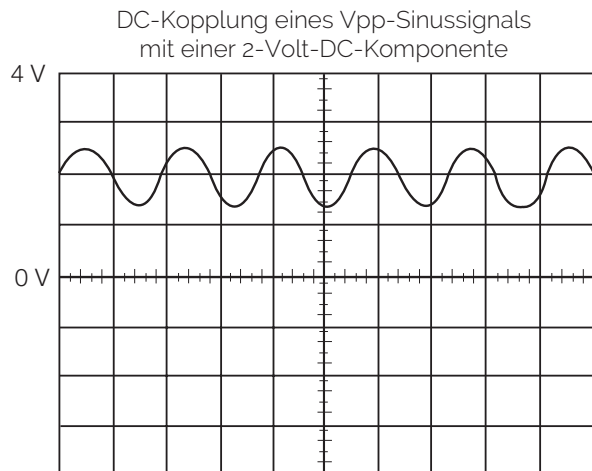 DC-Kopplung eines Vpp-Sinussignals
mit einer 2-Volt-DC-Komponente
4 V
0 V